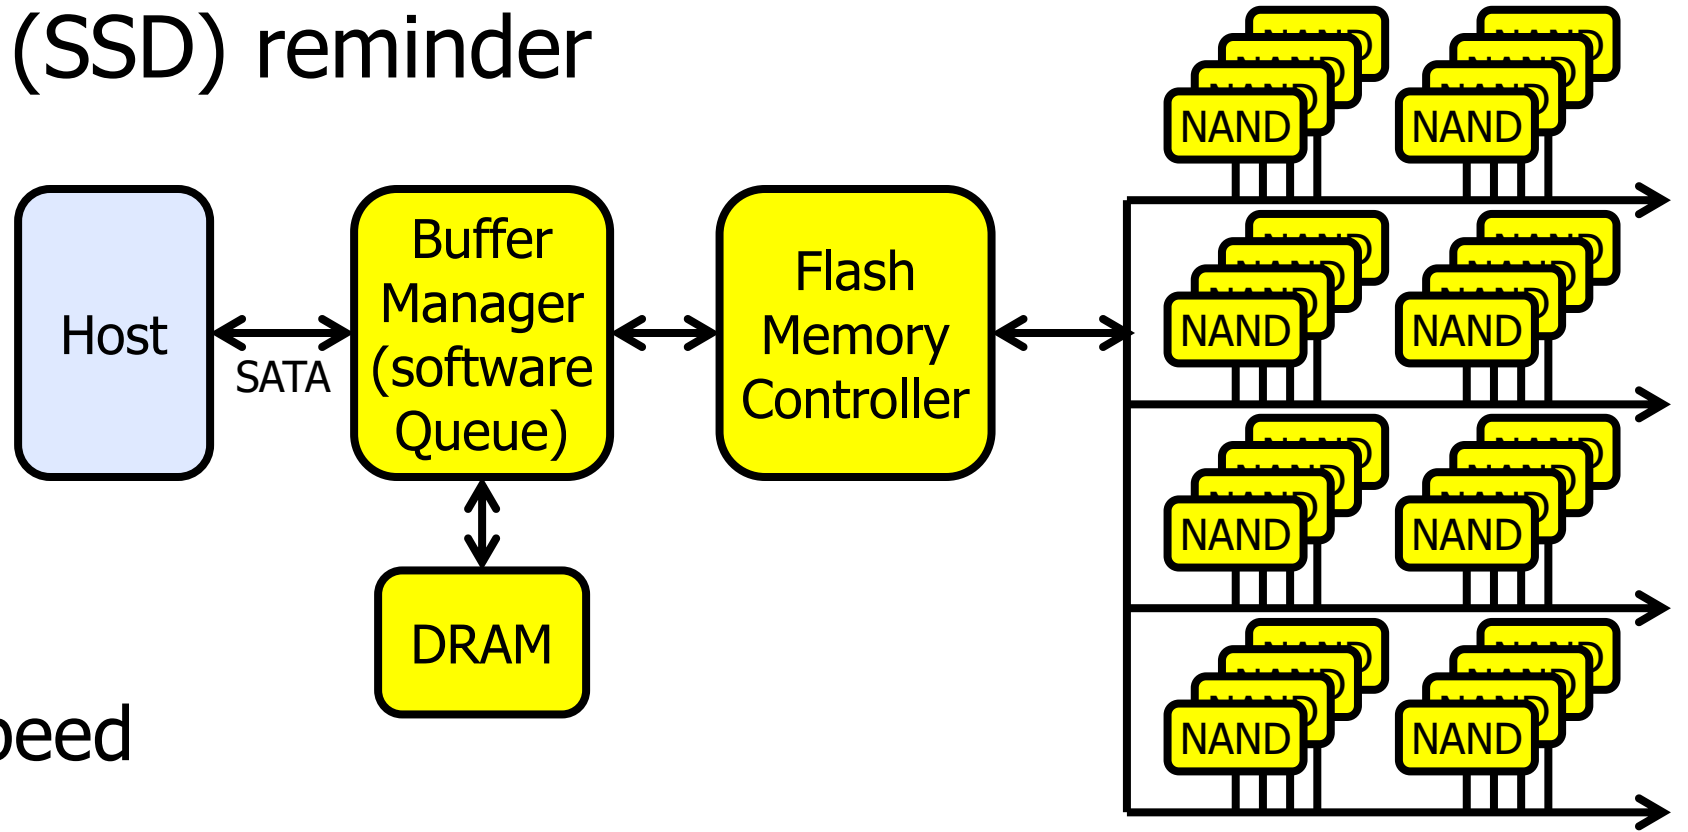 (SSD) reminder
Host
SATA
Buffer
Manager
(software
Queue)
DRAM
Flash
Memory
Controller
NAND
NAND
NAND
NAND
NAND
NAND
NAND
NAND